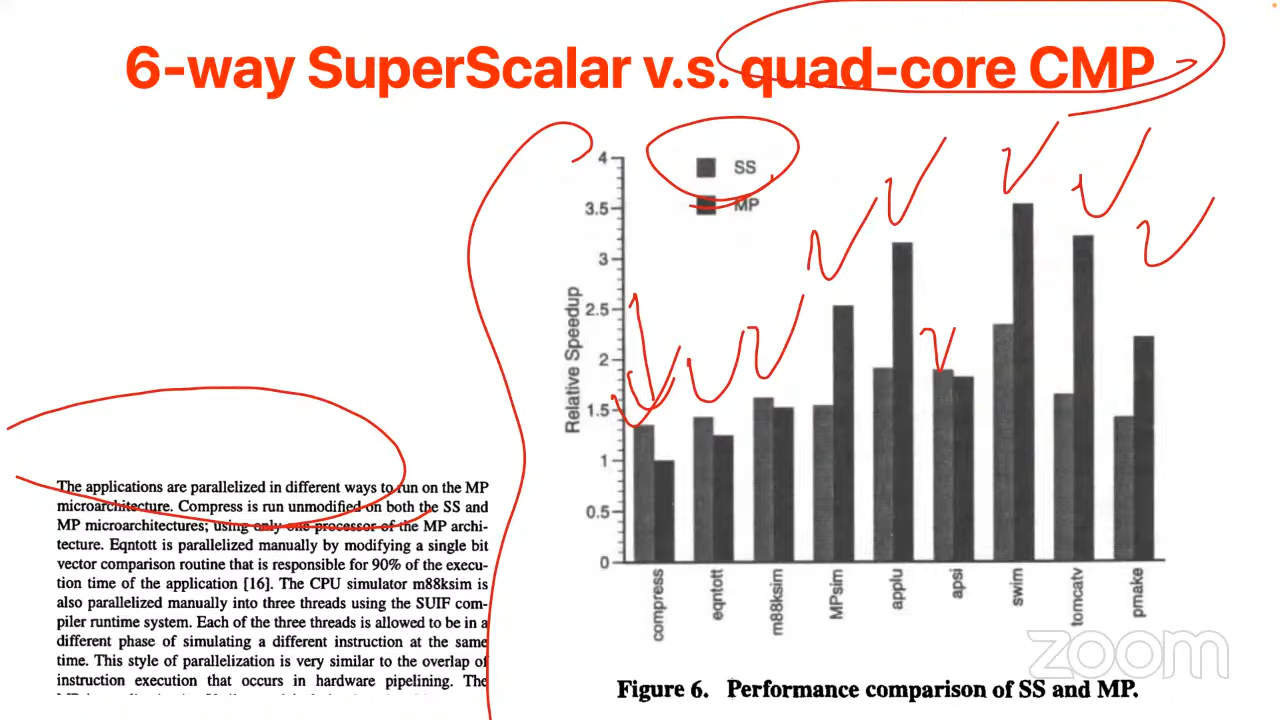 6-way SuperScalar v.s. quad-core CMP
4
SS
3.5
MP
3
2.5
2
1.5
1
0.5
0
Relative Speedup
compress
eqntott
m88ksim
MPsim
applu
apsi
swim
tomcatv
pmake
Figure 6. Performance comparison of SS and MP.
The applications are parallelized in different ways to run on the MP
microarchitecture. Compress is run unmodified on both the SS and
MP microarchitectures; using only one processor of the MP archi-
tecture. Eqntott is parallelized manually by modifying a single bit
vector comparison routine that is responsible for 90% of the execu-
tion time of the application [16]. The CPU simulator m88ksim is
also parallelized manually into three threads using the SUIF com-
piler runtime system. Each of the three threads is allowed to be in a
different phase of simulating a different instruction at the same
time. This style of parallelization is very similar to the overlap of
instruction execution that occurs in hardware pipelining. The
zoom